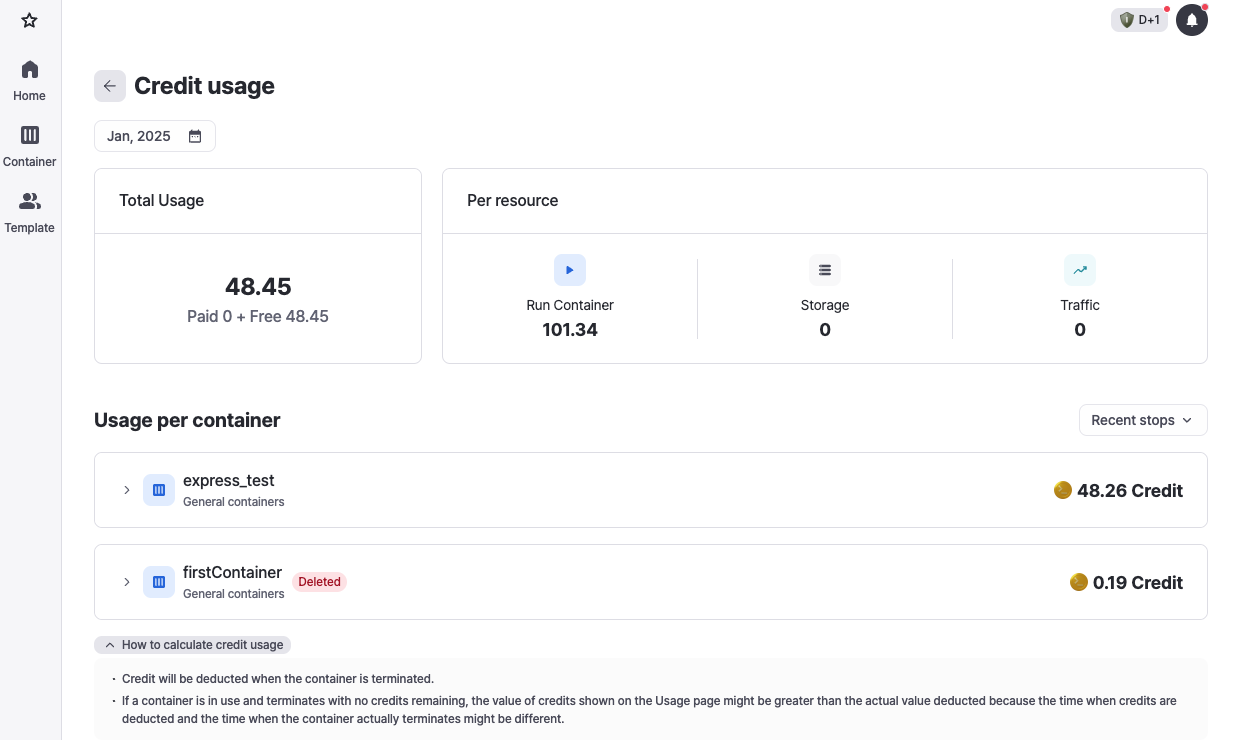 D+1
Home
Container
Template
Credit usage
Jan, 2025
Total Usage
48.45
Paid 0 + Free 48.45
Per resource
Run Container
101.34
Storage
0
Traffic
0
Usage per container
Recent stops
express_test
General containers
48.26 Credit
firstContainer
General containers
Deleted
0.19 Credit
How to calculate credit usage
· Credit will be deducted when the container is terminated.
· If a container is in use and terminates with no credits remaining, the value of credits shown on the Usage page might be greater than the actual value deducted because the time when credits are
deducted and the time when the container actually terminates might be different.